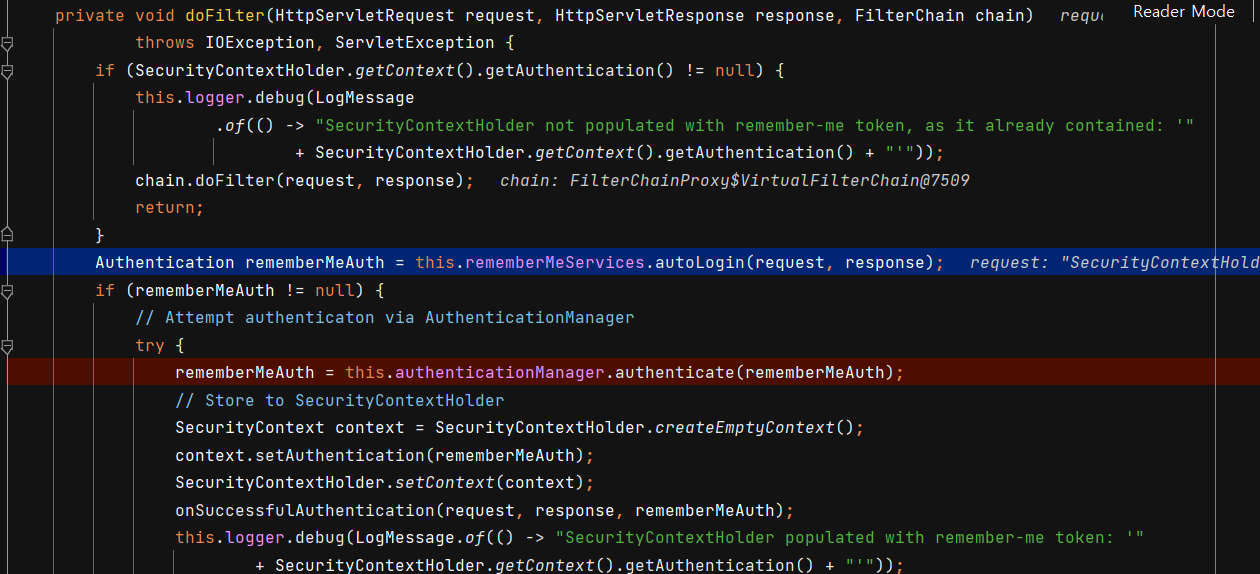 private void doFilter(HttpServletRequest request, HttpServletResponse response, FilterChain chain) Reader Mode
throws IOException, ServletException {
if (SecurityContextHolder.getContext().getAuthentication() != null) {
this.logger.debug(LogMessage
.of(() -> "SecurityContextHolder not populated with remember-me token, as it already contained: '"
+ SecurityContextHolder.getContext().getAuthentication() + "'"));
chain.doFilter(request, response); chain: FilterChainProxy$VirtualFilterChain@7509
return;
}
Authentication rememberMeAuth = this.rememberMeServices.autoLogin(request, response); request: "SecurityContextHold
if (rememberMeAuth != null) {
// Attempt authenticaton via AuthenticationManager
try {
rememberMeAuth = this.authenticationManager.authenticate(rememberMeAuth);
// Store to SecurityContextHolder
SecurityContext context = SecurityContextHolder.createEmptyContext();
context.setAuthentication(rememberMeAuth);
SecurityContextHolder.setContext(context);
onSuccessfulAuthentication(request, response, rememberMeAuth);
this.logger.debug(LogMessage.of(() -> "SecurityContextHolder populated with remember-me token: '"
+ SecurityContextHolder.getContext().getAuthentication() + "'"));